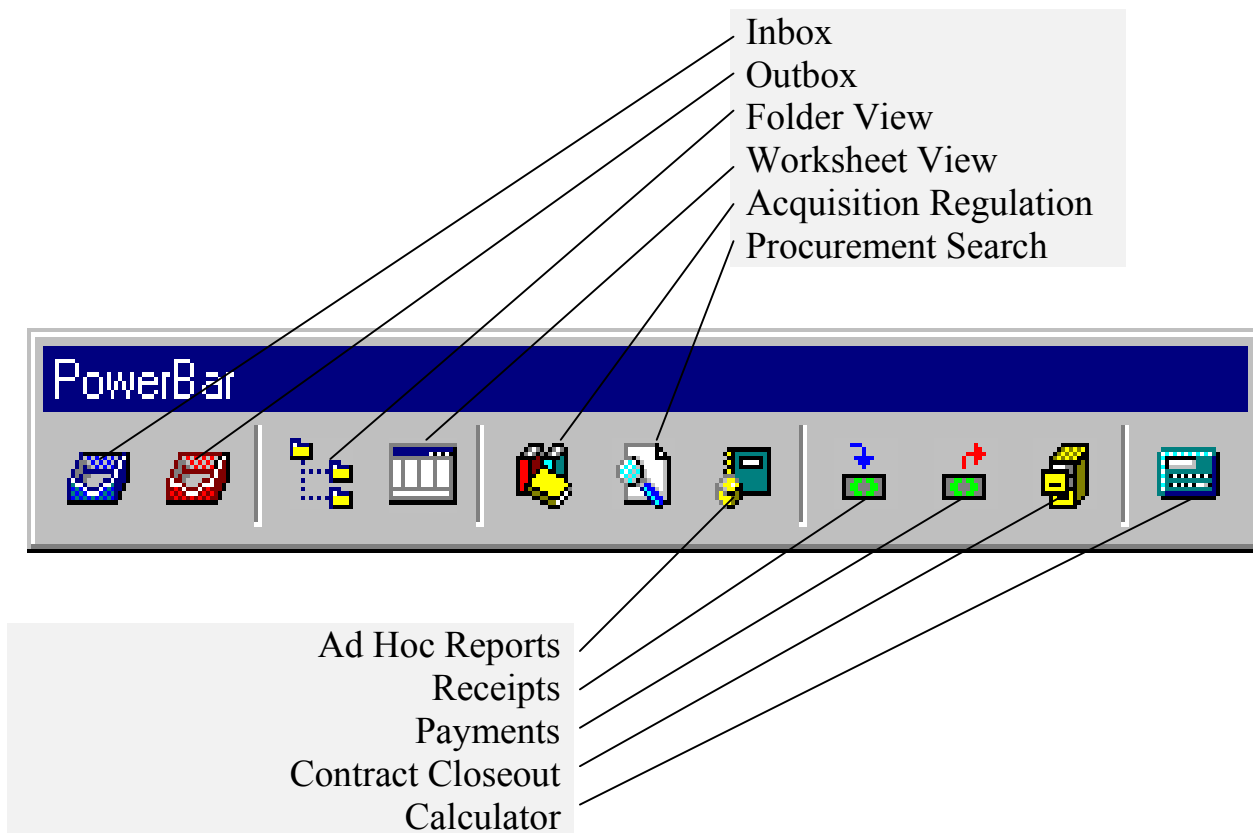 Inbox
Outbox
Folder View
Worksheet View
Acquisition Regulation
Procurement Search
PowerBar
Ad Hoc Reports
Receipts
Payments
Contract Closeout
Calculator